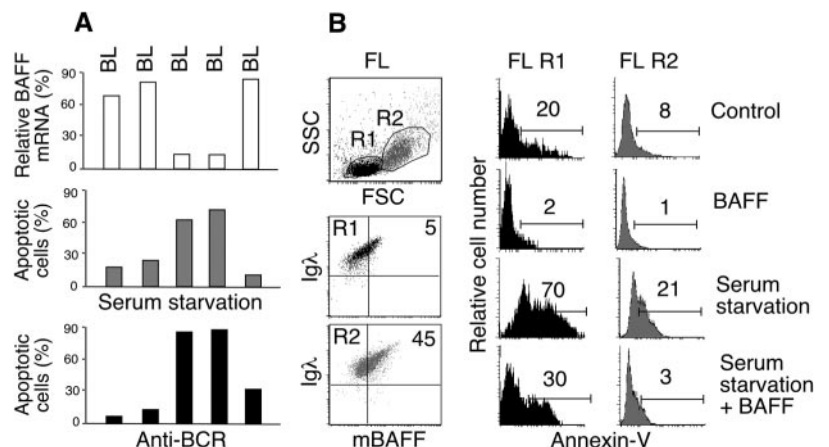 A
BL BL BL BL BL
Relative BAFF
mRNA (%)
90
60
30
0
Apoptotic
cells (%)
90
60
30
0
Serum starvation
Apoptotic
cells (%)
90
60
30
0
Anti-BCR
B
FL
SSC
R1
R2
FSC
Igλ
R1
5
Igλ
R2
45
mBAFF
FL R1
FL R2
Relative cell number
20
8
Control
2
1
BAFF
70
21
Serum
starvation
30
3
Serum
starvation
+ BAFF
Annexin-V